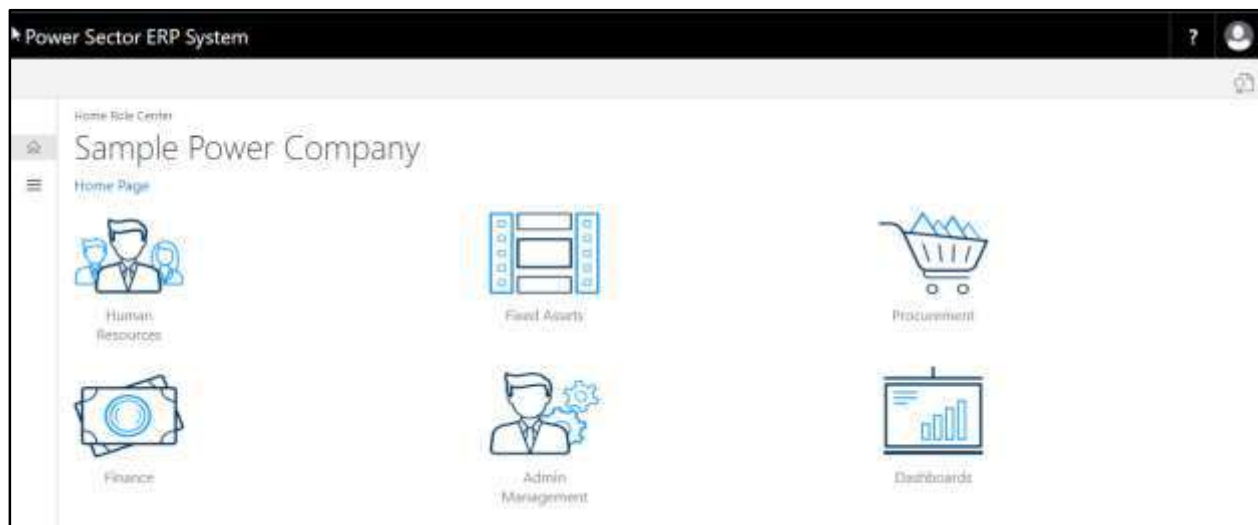 Power Sector ERP System
?
Home Role Center
Sample Power Company
Home Page
Human
Resources
Fixed Assets
Procurement
Finance
Admin
Management
Dashboards